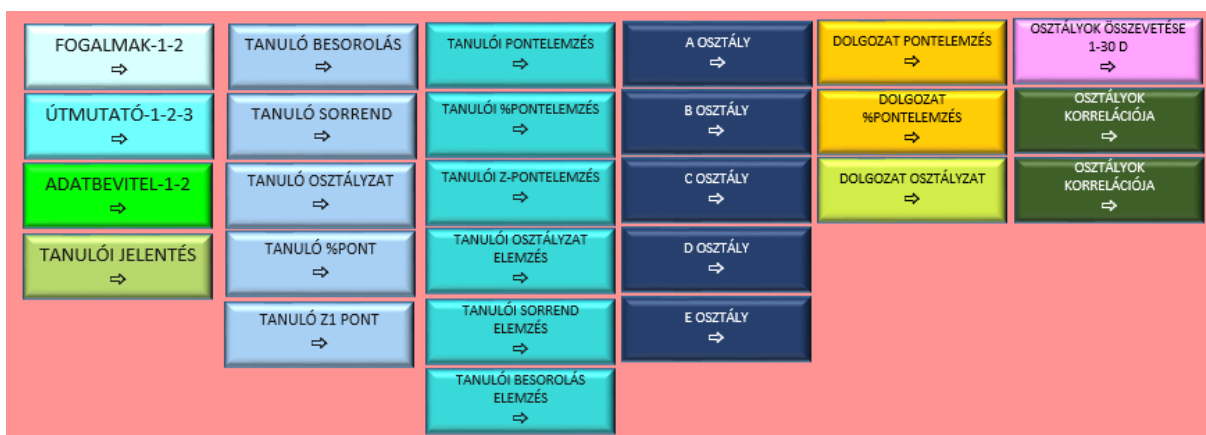 FOGALMAK-1-2
⇨
ÚTMUTATÓ-1-2-3
⇨
ADATBEVITEL-1-2
⇨
TANULÓI JELENTÉS
⇨
TANULÓ BESOROLÁS
⇨
TANULÓ SORREND
⇨
TANULÓ OSZTÁLYZAT
⇨
TANULÓ %PONT
⇨
TANULÓ Z1 PONT
⇨
TANULÓI PONTELEMZÉS
⇨
TANULÓI %PONTELEMZÉS
⇨
TANULÓI Z-PONTELEMZÉS
⇨
TANULÓI OSZTÁLYZAT
ELEMZÉS
⇨
TANULÓI SORREND
ELEMZÉS
⇨
TANULÓI BESOROLÁS
ELEMZÉS
⇨
A OSZTÁLY
⇨
B OSZTÁLY
⇨
C OSZTÁLY
⇨
D OSZTÁLY
⇨
E OSZTÁLY
⇨
DOLGOZAT PONTELEMZÉS
⇨
DOLGOZAT
%PONTELEMZÉS
⇨
DOLGOZAT OSZTÁLYZAT
⇨
OSZTÁLYOK ÖSSZEVETÉSE
1-30 D
⇨
OSZTÁLYOK
KORRELÁCIÓJA
⇨
OSZTÁLYOK
KORRELÁCIÓJA
⇨